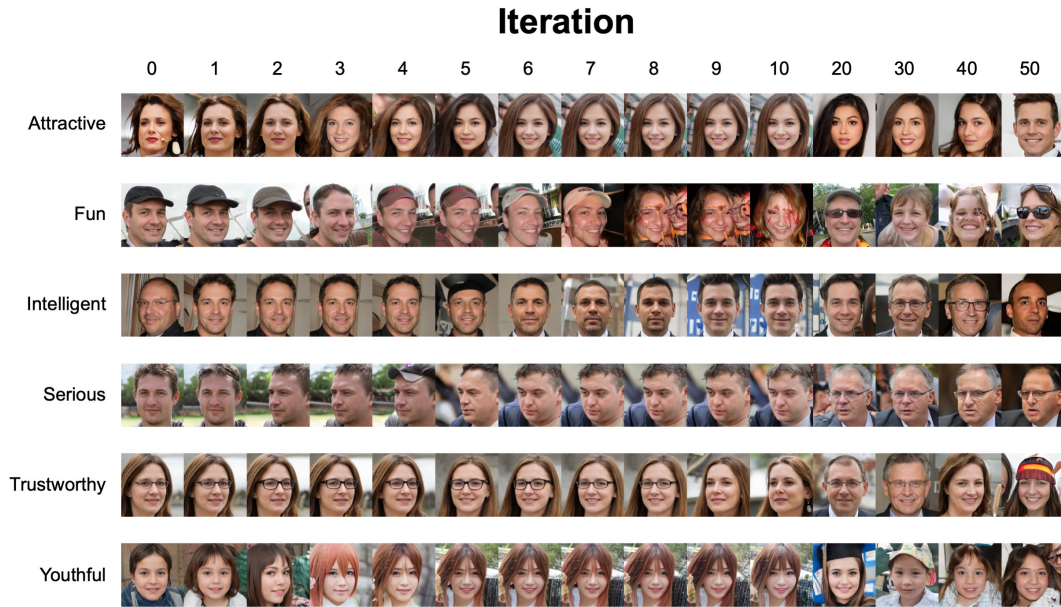 Iteration
0 1 2 3 4 5 6 7 8 9 10 20 30 40 50
Attractive
Fun
Intelligent
Serious
Trustworthy
Youthful